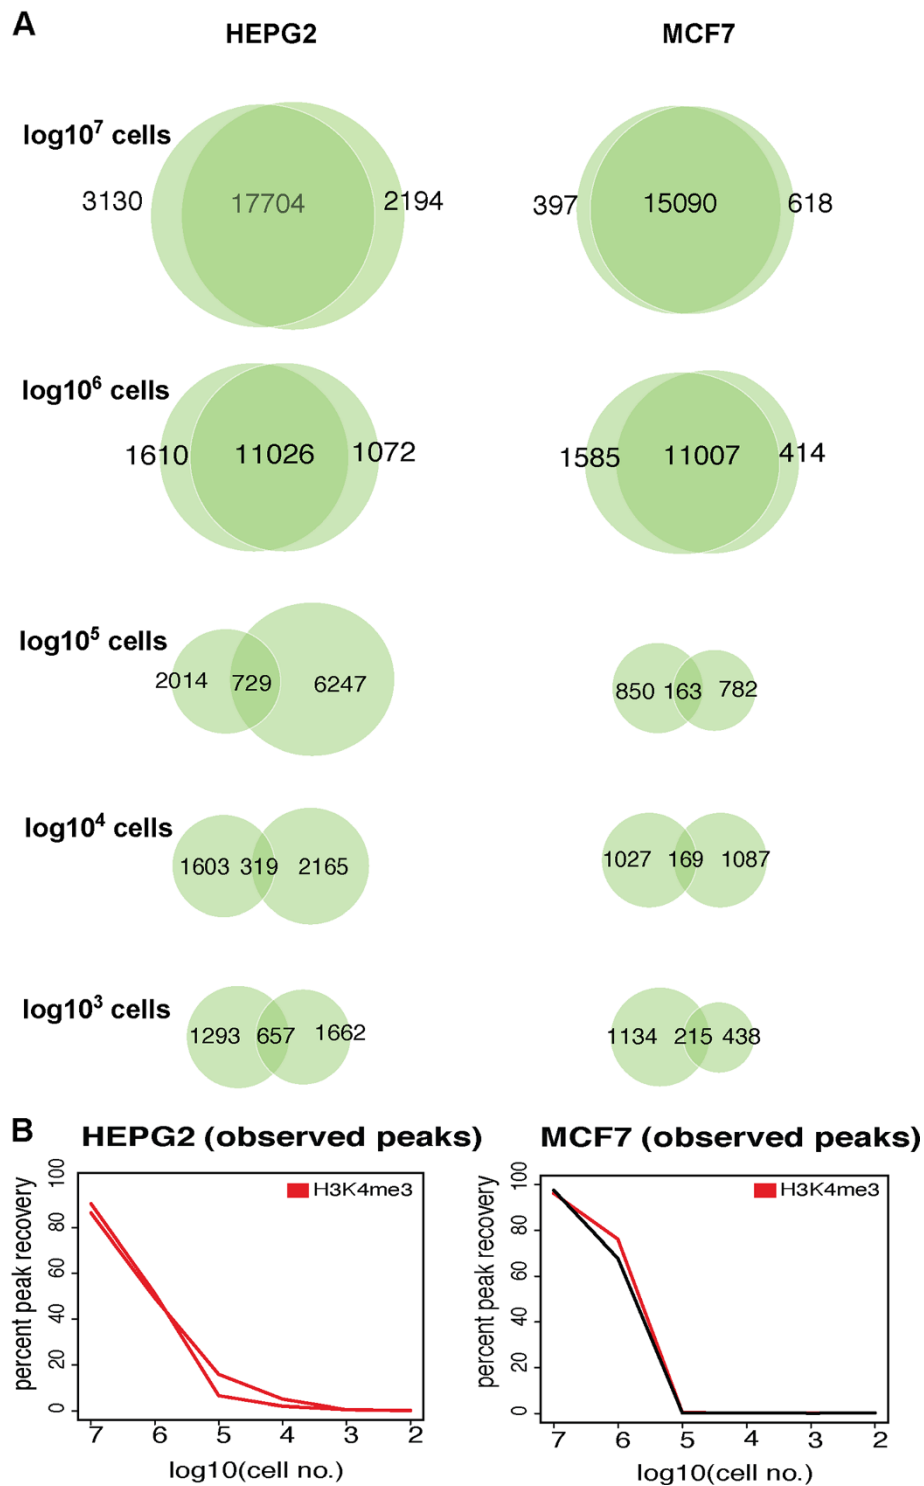 A
HEPG2 MCF7
log10⁷ cells
3130 17704 2194 397 15090 618
log10⁶ cells
1610 11026 1072 1585 11007 414
log10⁵ cells
2014 729 6247 850 163 782
log10⁴ cells
1603 319 2165 1027 169 1087
log10³ cells
1293 657 1662 1134 215 438
B
HEPG2 (observed peaks)
percent peak recovery
100
80
60
40
20
0
H3K4me3
7 6 5 4 3 2
log10(cell no.)
MCF7 (observed peaks)
percent peak recovery
100
80
60
40
20
0
H3K4me3
7 6 5 4 3 2
log10(cell no.)